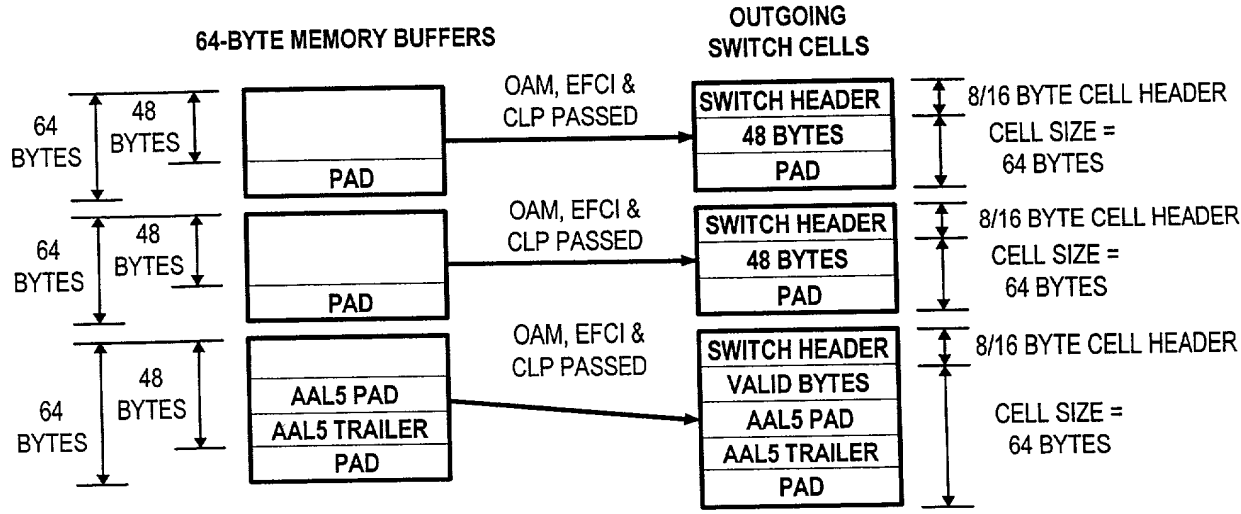 64-BYTE MEMORY BUFFERS
OUTGOING
SWITCH CELLS
64
BYTES
48
BYTES
PAD
OAM, EFCI &
CLP PASSED
SWITCH HEADER
48 BYTES
PAD
8/16 BYTE CELL HEADER
CELL SIZE =
64 BYTES
64
BYTES
48
BYTES
PAD
OAM, EFCI &
CLP PASSED
SWITCH HEADER
48 BYTES
PAD
8/16 BYTE CELL HEADER
CELL SIZE =
64 BYTES
64
BYTES
48
BYTES
AAL5 PAD
AAL5 TRAILER
PAD
OAM, EFCI &
CLP PASSED
SWITCH HEADER
VALID BYTES
AAL5 PAD
AAL5 TRAILER
PAD
8/16 BYTE CELL HEADER
CELL SIZE =
64 BYTES